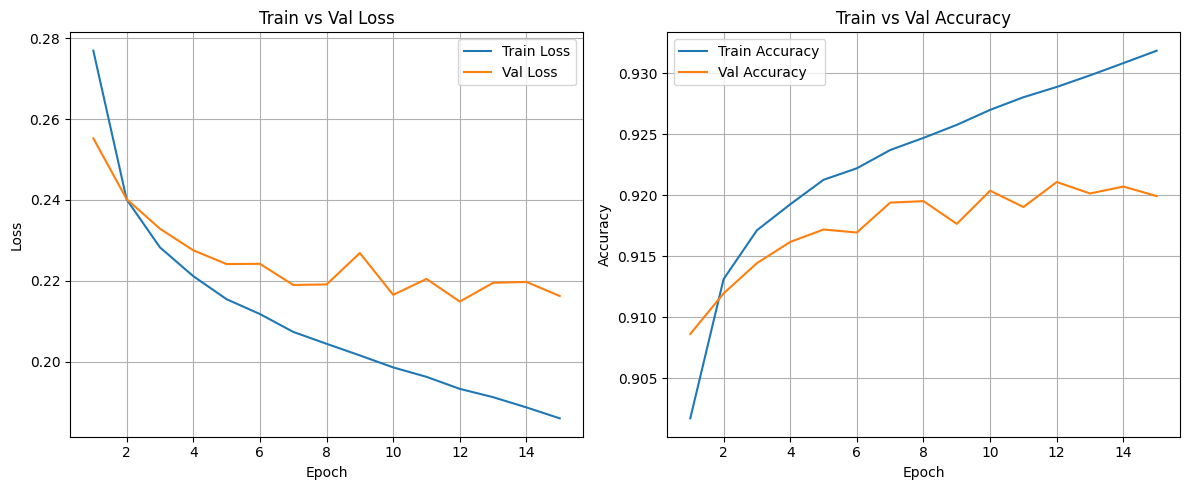 Train vs Val Loss
0.28
0.26
0.24
0.22
0.20
Loss
Train Loss
Val Loss
2 4 6 8 10 12 14
Epoch
Train vs Val Accuracy
0.930
0.925
0.920
0.915
0.910
0.905
Accuracy
Train Accuracy
Val Accuracy
2 4 6 8 10 12 14
Epoch